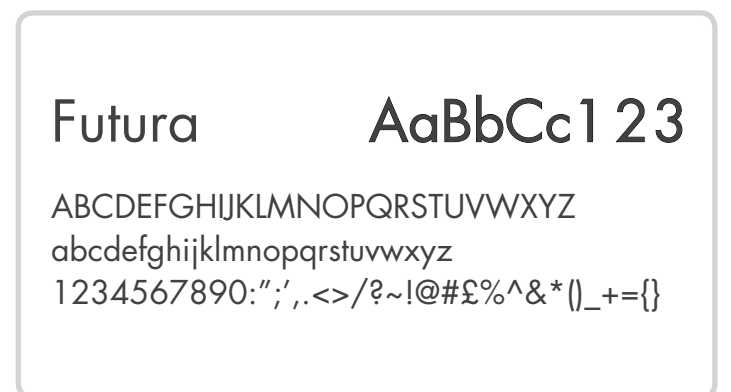 Futura AaBbCc123
ABCDEFGHIJKLMNOPQRSTUVWXYZ
abcdefghijklmnopqrstuvwxyz
1234567890:”;’,.<>/?~!@#£%^&*()_+={}